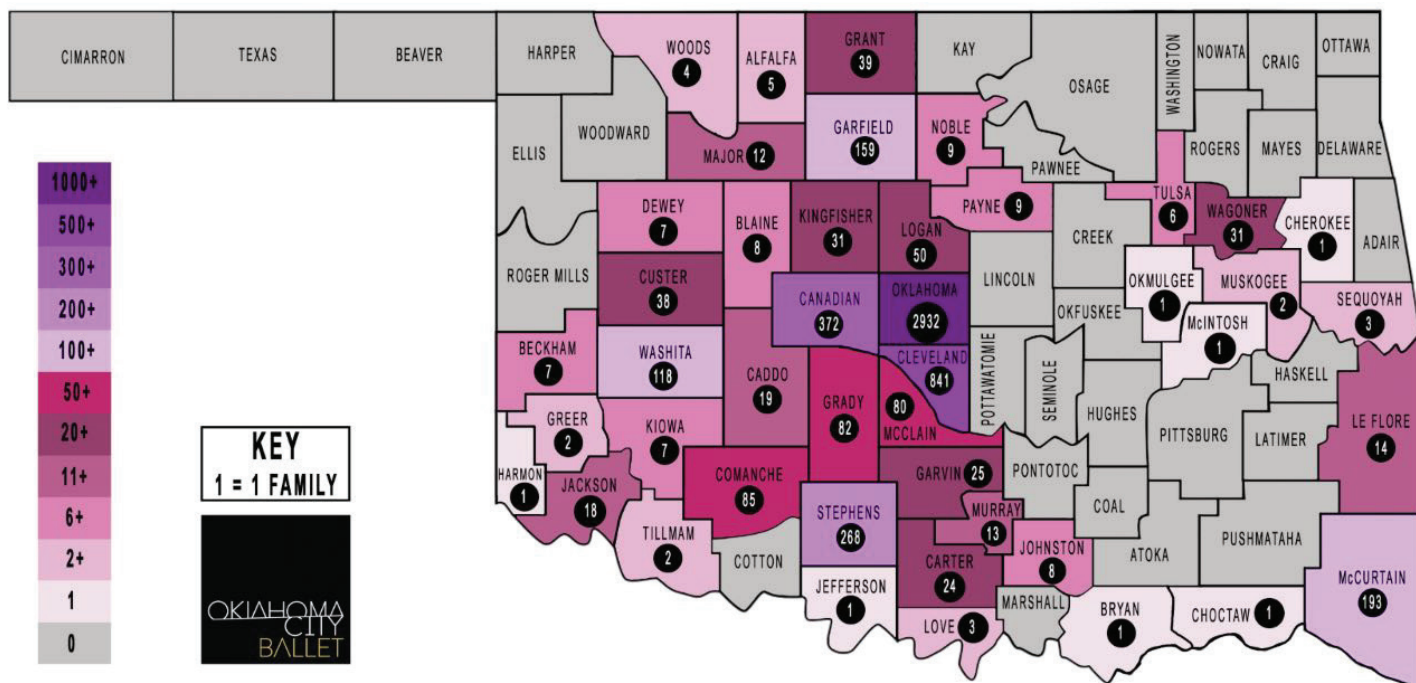 CIMARRON
TEXAS
BEAVER
HARPER
WOODS
4
ALFALFA
5
GRANT
39
KAY
OSAGE
WASHINGTON
NOWATA
CRAIG
OTTAWA
ELLIS
WOODWARD
MAJOR 12
GARFIELD
159
NOBLE
9
PAWNEE
ROGERS
MAYES
DELAWARE
1000+
500+
300+
200+
100+
50+
20+
11+
6+
2+
1
0
ROGER MILLS
DEWEY
7
BLAINE
8
KINGFISHER
31
LOGAN
50
PAYNE 9
CREEK
TULSA
6
WAGONER
31
CHEROKEE
1
ADAIR
CUSTER
38
CANADIAN
372
OKLAHOMA
2932
LINCOLN
OKFUSKEE
OKMULGEE
1
MUSKOGEE
2
SEQUOYAH
3
BECKHAM
7
WASHITA
118
CADDO
19
GRADY
82
CLEVELAND
841
80
MCCLAIN
POTTAWATOMIE
SEMINOLE
HUGHES
McINTOSH
1
HASKELL
PITTSBURG
LATIMER
LE FLORE
14
GREER
2
KIOWA
7
HARMON
1
JACKSON
18
COMANCHE
85
GARVIN 25
PONTOTOC
COAL
TILLMAM
2
COTTON
STEPHENS
268
MURRAY
13
JOHNSTON
8
ATOKA
PUSHMATAHA
JEFFERSON
1
CARTER
24
LOVE 3
MARSHALL
BRYAN
1
CHOCTAW 1
McCURTAIN
193
KEY
1 = 1 FAMILY
OKLAHOMA
CITY
BALLET